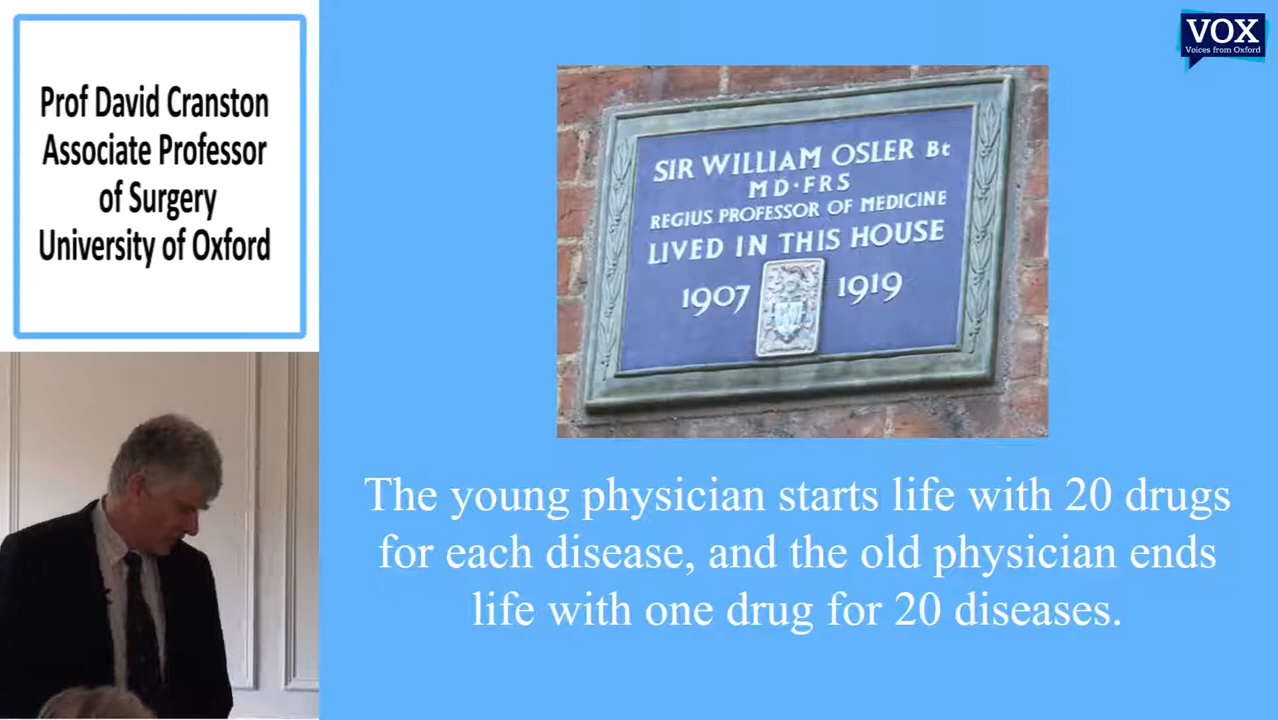 Prof David Cranston
Associate Professor
of Surgery
University of Oxford
VOX
Voices from Oxford
SIR WILLIAM OSLER Bt
MD·FRS
REGIUS PROFESSOR OF MEDICINE
LIVED IN THIS HOUSE
1907 1919
The young physician starts life with 20 drugs
for each disease, and the old physician ends
life with one drug for 20 diseases.